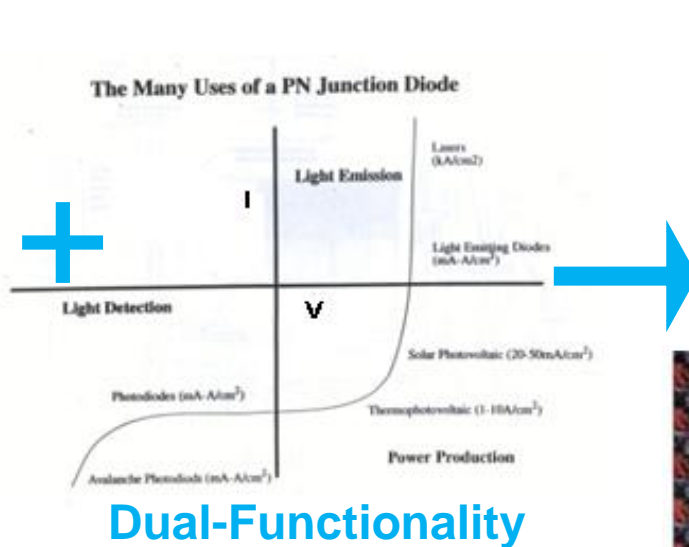 The Many Uses of a PN Junction Diode
Lasers
(kA/cm2)
Light Emission
I
Light Emitting Diodes
(mA-A/cm²)
Light Detection
V
Solar Photovoltaic (20-50mA/cm²)
Photodiodes (mA-A/cm²)
Thermophotovoltaic (1-10A/cm²)
Power Production
Avalanche Photodiods (mA-A/cm²)
Dual-Functionality